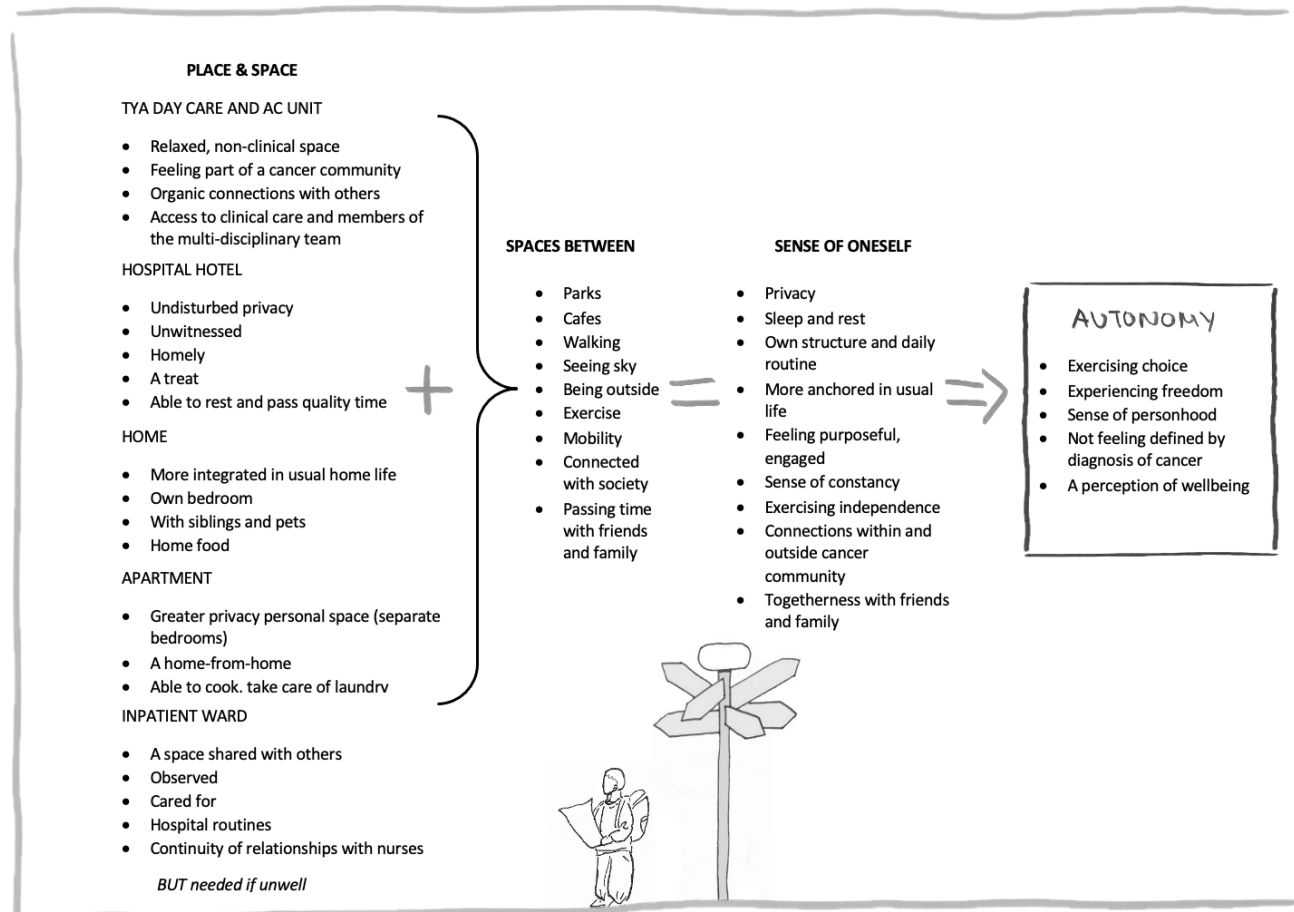 PLACE & SPACE
TYA DAY CARE AND AC UNIT
• Relaxed, non-clinical space
• Feeling part of a cancer community
• Organic connections with others
• Access to clinical care and members of
the multi-disciplinary team
HOSPITAL HOTEL
• Undisturbed privacy
• Unwitnessed
• Homely
• A treat
• Able to rest and pass quality time
HOME
• More integrated in usual home life
• Own bedroom
• With siblings and pets
• Home food
APARTMENT
• Greater privacy personal space (separate
bedrooms)
• A home-from-home
• Able to cook. take care of laundry
INPATIENT WARD
• A space shared with others
• Observed
• Cared for
• Hospital routines
• Continuity of relationships with nurses
BUT needed if unwell
+
SPACES BETWEEN
• Parks
• Cafes
• Walking
• Seeing sky
• Being outside
• Exercise
• Mobility
• Connected
with society
• Passing time
with friends
and family
=
SENSE OF ONESELF
• Privacy
• Sleep and rest
• Own structure and daily
routine
• More anchored in usual
life
• Feeling purposeful,
engaged
• Sense of constancy
• Exercising independence
• Connections within and
outside cancer
community
• Togetherness with friends
and family
AUTONOMY
• Exercising choice
• Experiencing freedom
• Sense of personhood
• Not feeling defined by
diagnosis of cancer
• A perception of wellbeing